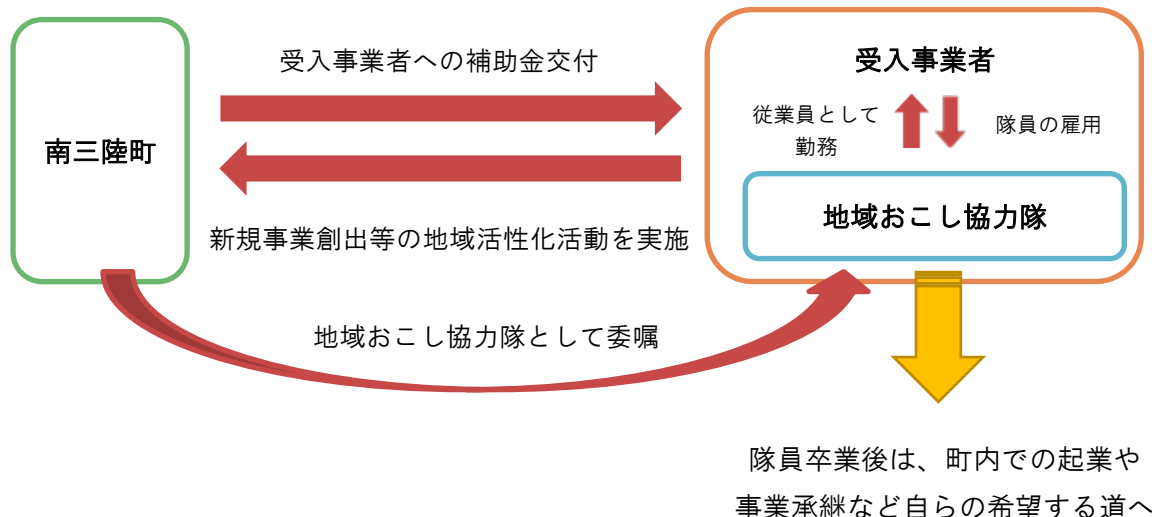 受入事業者への補助金交付
南三陸町
新規事業創出等の地域活性化活動を実施
地域おこし協力隊として委嘱
受入事業者
従業員として
勤務
隊員の雇用
地域おこし協力隊
隊員卒業後は、町内での起業や
事業承継など自らの希望する道へ